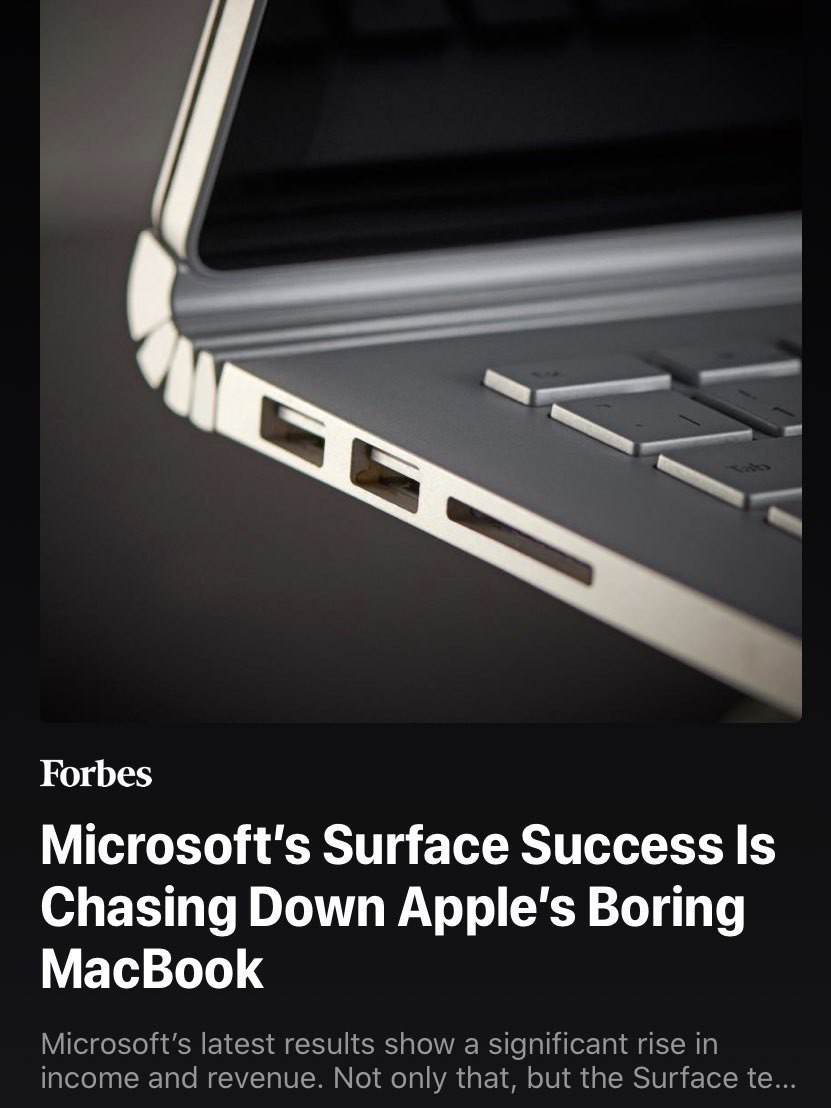 Tab
Forbes
Microsoft’s Surface Success Is
Chasing Down Apple’s Boring
MacBook
Microsoft’s latest results show a significant rise in
income and revenue. Not only that, but the Surface te...